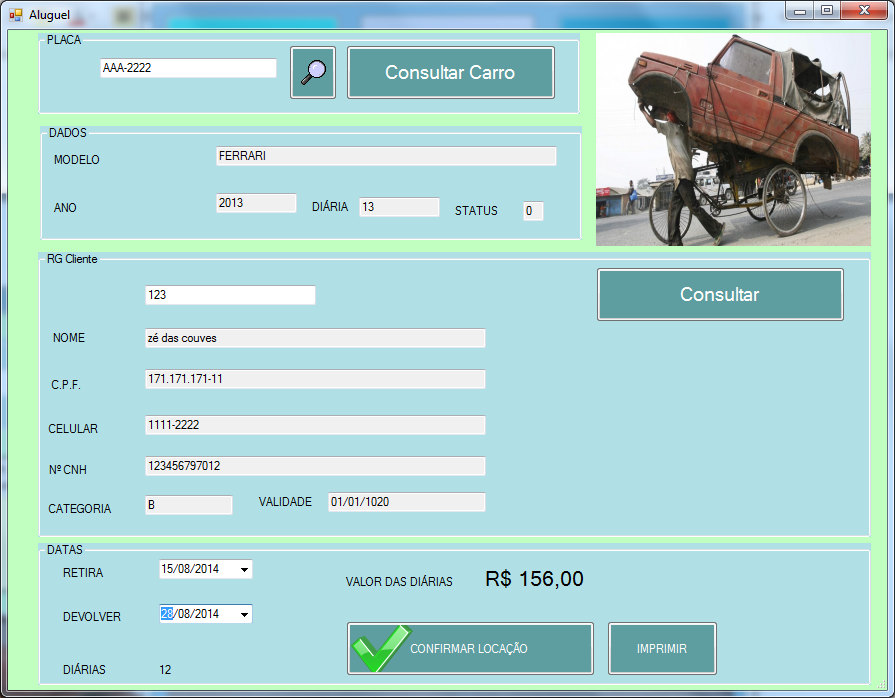 Aluguel
PLACA
AAA-2222
Consultar Carro
DADOS
MODELO FERRARI
ANO 2013 DIÁRIA 13 STATUS 0
RG Cliente
123
Consultar
NOME zé das couves
C.P.F. 171.171.171-11
CELULAR 1111-2222
Nº CNH 123456797012
CATEGORIA B VALIDADE 01/01/1020
DATAS
RETIRA 15/08/2014
VALOR DAS DIÁRIAS R$ 156,00
DEVOLVER 28/08/2014
CONFIRMAR LOCAÇÃO IMPRIMIR
DIÁRIAS 12